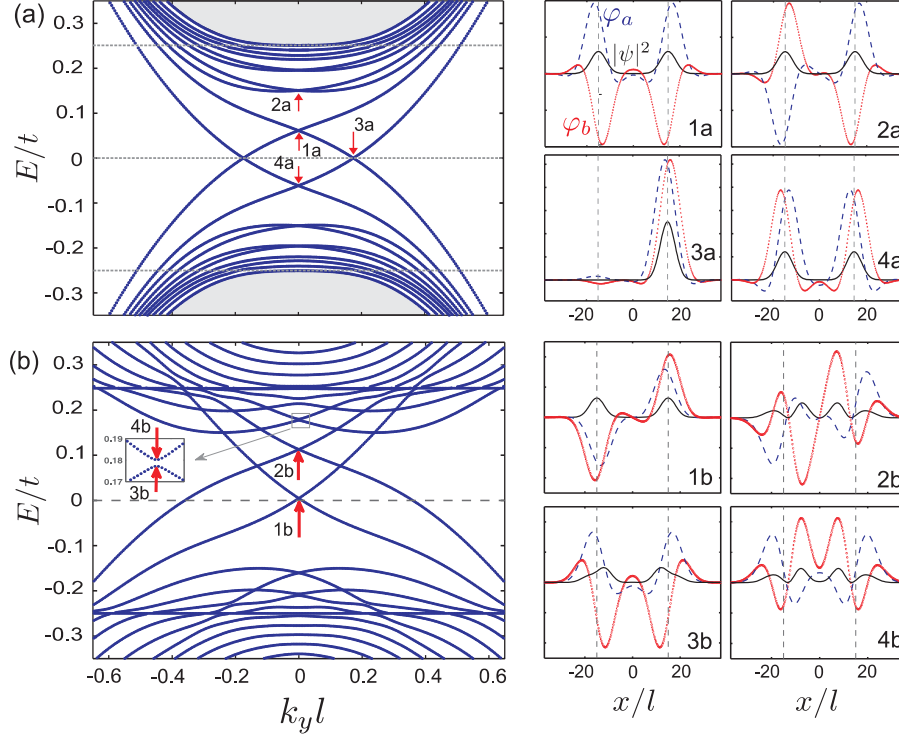 (a)
E/t
0.3
0.2
0.1
0
-0.1
-0.2
-0.3
2a
3a
1a
4a
φa
|ψ|²
φb
1a
2a
3a
4a
-20 0 20
-20 0 20
(b)
E/t
0.3
0.2
0.1
0
-0.1
-0.2
-0.3
4b
0.19
0.18
0.17
3b
2b
1b
-0.6 -0.4 -0.2 0 0.2 0.4 0.6
kyl
1b
2b
3b
4b
-20 0 20
-20 0 20
x/l
x/l